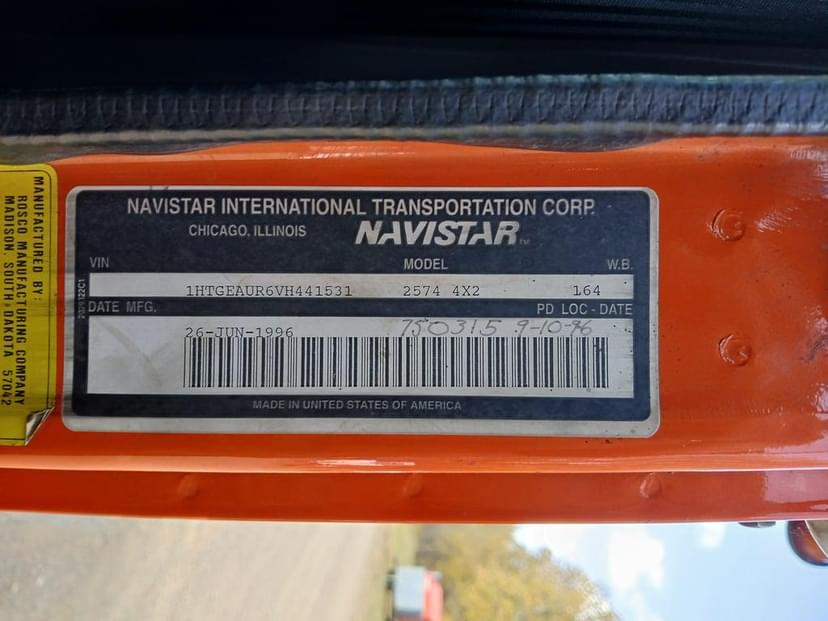 NAVISTAR INTERNATIONAL TRANSPORTATION CORP.
CHICAGO, ILLINOIS NAVISTAR TM
VIN MODEL W.B.
1HTGEAUR6VH441531 2574 4X2 164
DATE MFG. PD LOC - DATE
26-JUN-1996 750315 9-10-96
MADE IN UNITED STATES OF AMERICA
2029322C1
MANUFACTURED BY:
ROSCO MANUFACTURING COMPANY
MADISON, SOUTH DAKOTA 57042